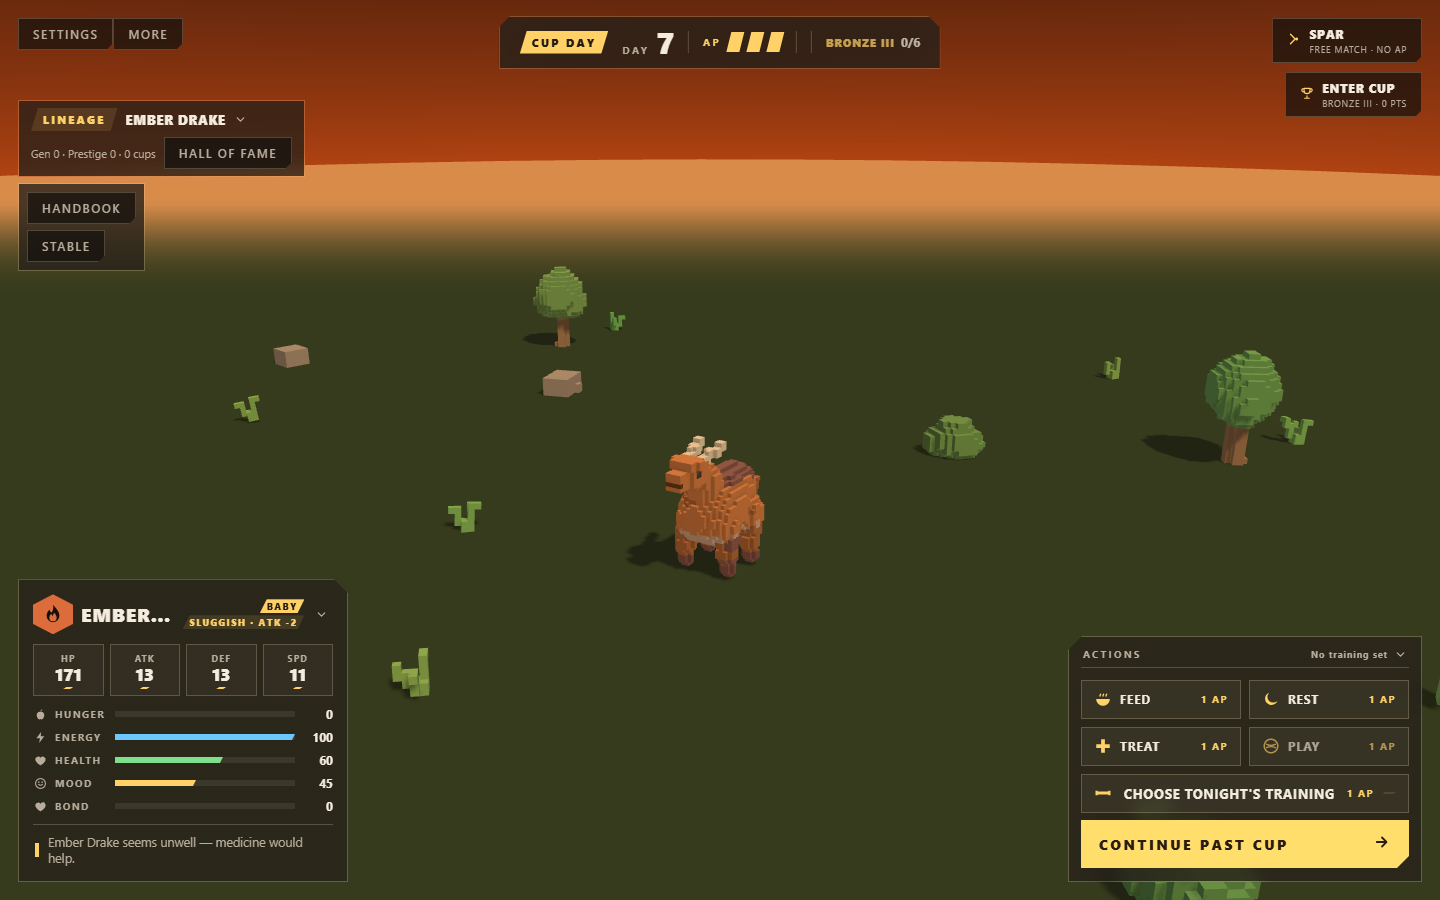 SETTINGS
MORE
CUP DAY
DAY 7
AP
BRONZE III 0/6
SPAR
FREE MATCH · NO AP
ENTER CUP
BRONZE III · 0 PTS
LINEAGE
EMBER DRAKE
Gen 0 · Prestige 0 · 0 cups
HALL OF FAME
HANDBOOK
STABLE
EMBER...
BABY
SLUGGISH · ATK -2
HP
171
ATK
13
DEF
13
SPD
11
HUNGER 0
ENERGY 100
HEALTH 60
MOOD 45
BOND 0
Ember Drake seems unwell — medicine would
help.
ACTIONS
No training set
FEED 1 AP
REST 1 AP
TREAT 1 AP
PLAY 1 AP
CHOOSE TONIGHT'S TRAINING 1 AP
CONTINUE PAST CUP